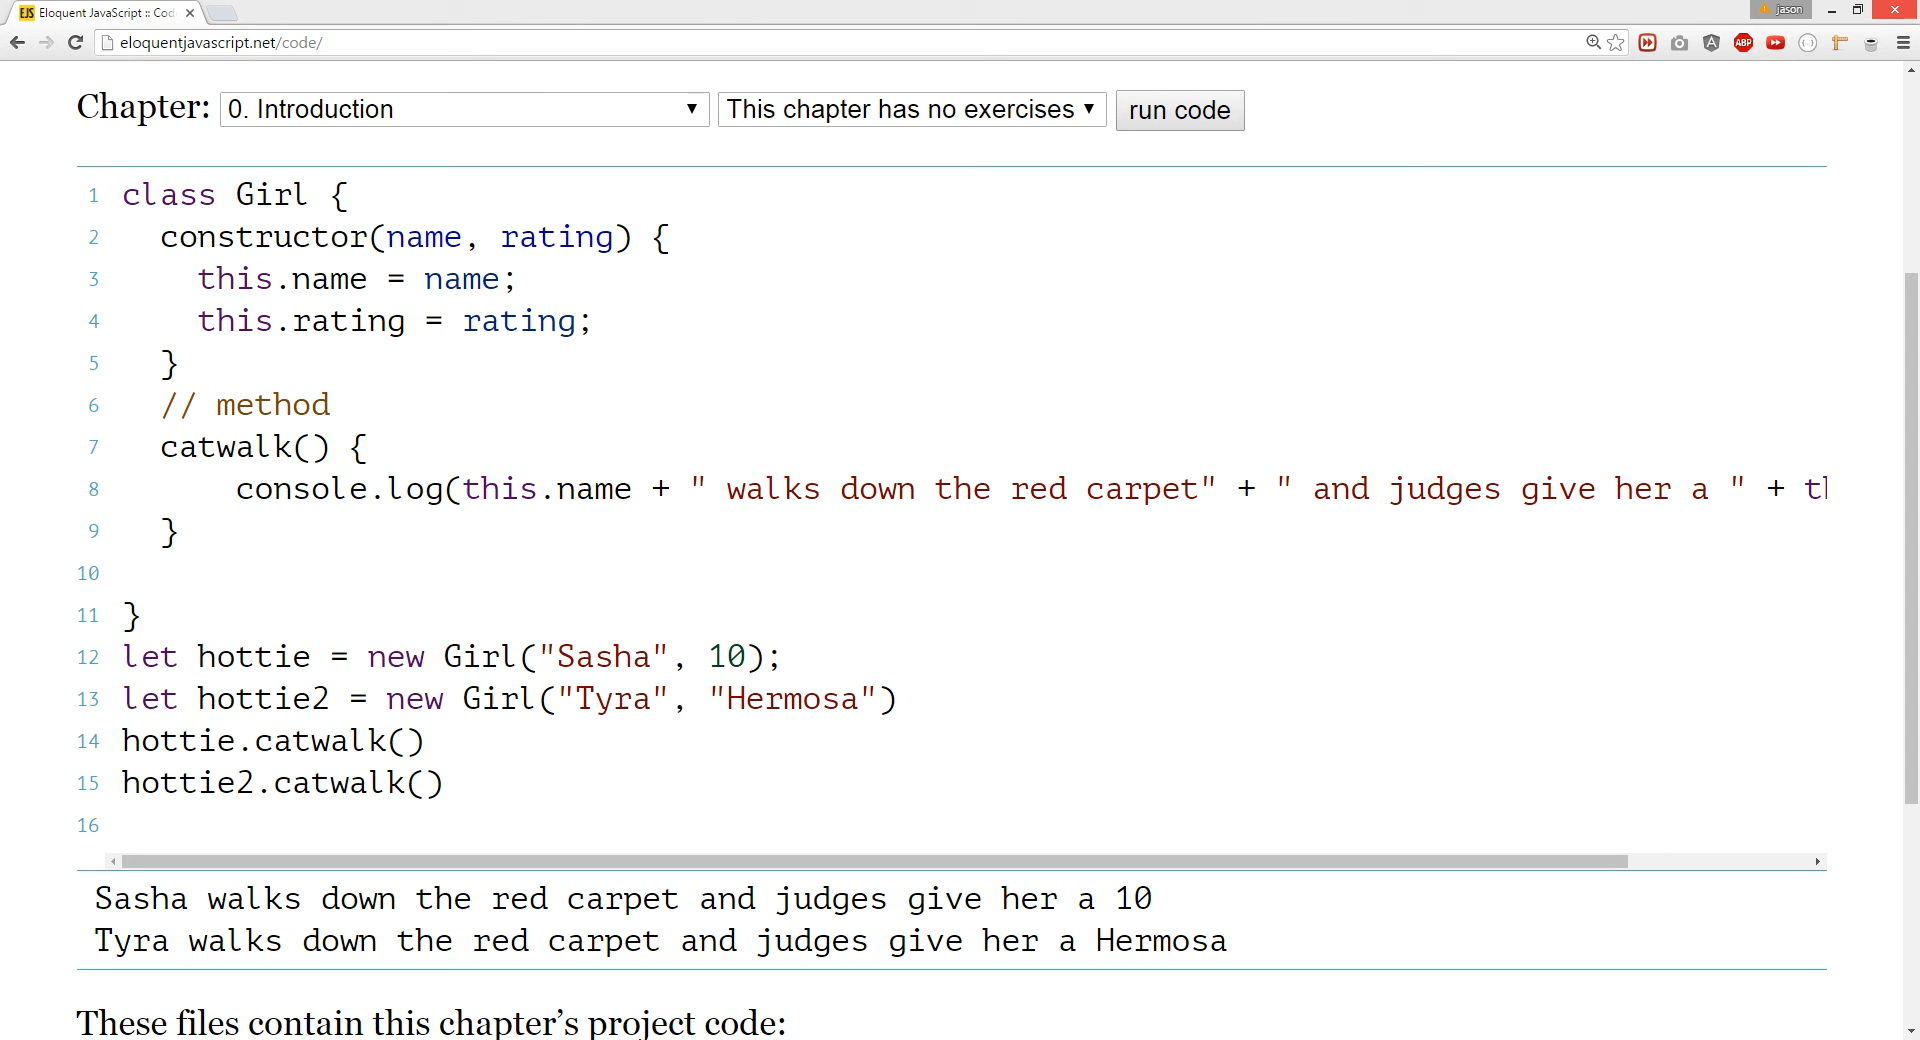 EJS Eloquent JavaScript :: Cod
jason
eloquentjavascript.net/code/
ABP
Chapter: 0. Introduction This chapter has no exercises run code
1 class Girl {
2 constructor(name, rating) {
3 this.name = name;
4 this.rating = rating;
5 }
6 // method
7 catwalk() {
8 console.log(this.name + " walks down the red carpet" + " and judges give her a " + th
9 }
10
11 }
12 let hottie = new Girl("Sasha", 10);
13 let hottie2 = new Girl("Tyra", "Hermosa")
14 hottie.catwalk()
15 hottie2.catwalk()
16
Sasha walks down the red carpet and judges give her a 10
Tyra walks down the red carpet and judges give her a Hermosa
These files contain this chapter’s project code: